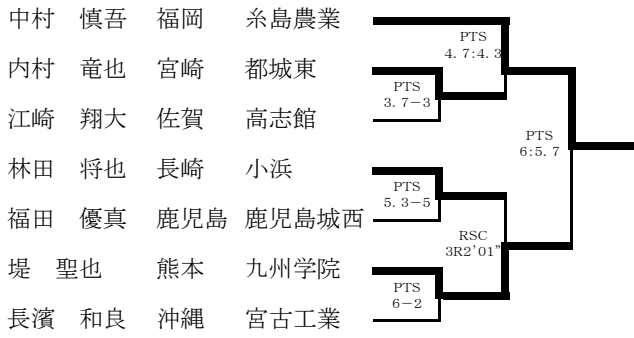 中村 慎吾 福岡 糸島農業
内村 竜也 宮崎 都城東
江崎 翔大 佐賀 高志館
林田 将也 長崎 小浜
福田 優真 鹿児島 鹿児島城西
堤 聖也 熊本 九州学院
長濱 和良 沖縄 宮古工業
PTS
4.7:4.3
PTS
3.7-3
PTS
6:5.7
PTS
5.3-5
RSC
3R2'01"
PTS
6-2